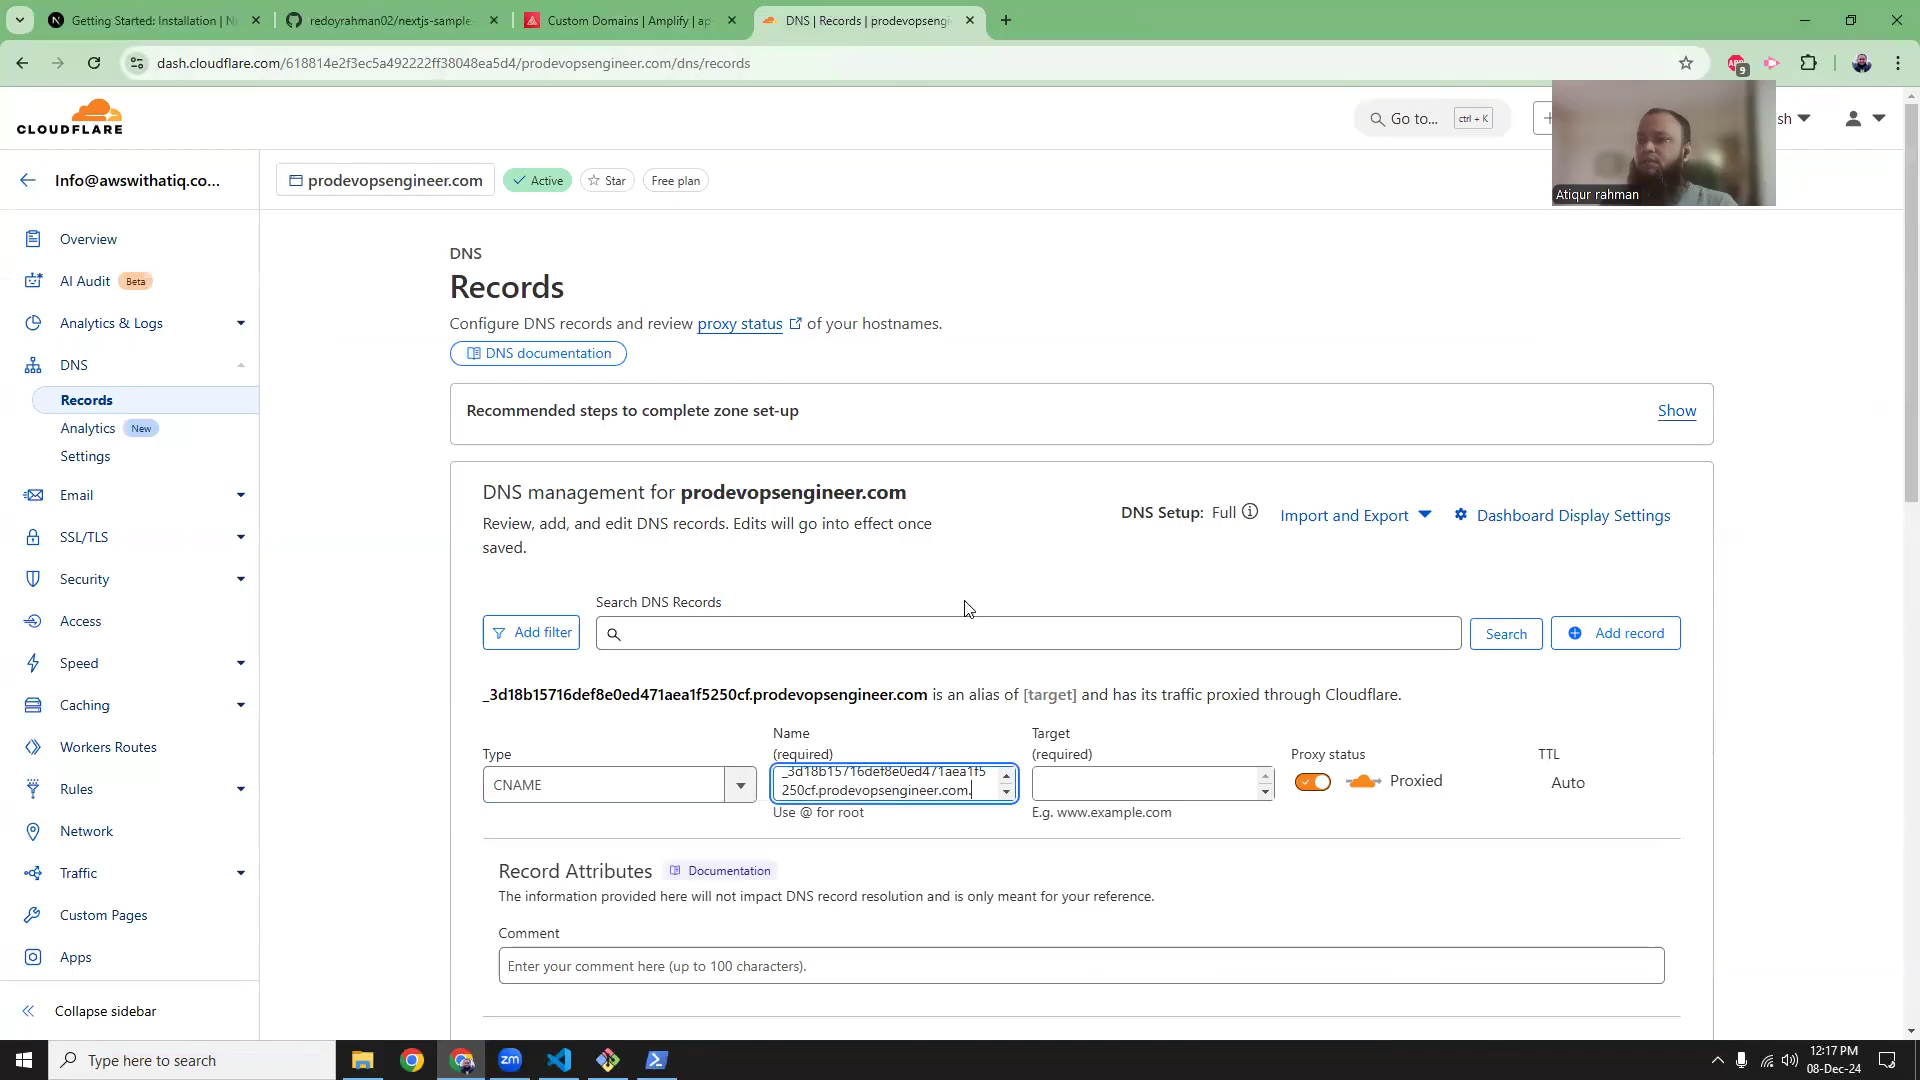 Getting Started: Installation | N
redoyrahman02/nextjs-sample-
Custom Domains | Amplify | ap-
DNS | Records | prodevopsengin
dash.cloudflare.com/618814e2f3ec5a492222ff38048ea5d4/prodevopsengineer.com/dns/records
9
CLOUDFLARE
Go to...
ctrl + K
sh
Atiqur rahman
Info@awswithatiq.co...
prodevopsengineer.com
Active
Star
Free plan
Overview
AI Audit
Beta
Analytics & Logs
DNS
Records
Analytics
New
Settings
Email
SSL/TLS
Security
Access
Speed
Caching
Workers Routes
Rules
Network
Traffic
Custom Pages
Apps
Collapse sidebar
DNS
Records
Configure DNS records and review proxy status of your hostnames.
DNS documentation
Recommended steps to complete zone set-up
Show
DNS management for prodevopsengineer.com
Review, add, and edit DNS records. Edits will go into effect once
saved.
DNS Setup: Full
Import and Export
Dashboard Display Settings
Search DNS Records
Add filter
Search
Add record
_3d18b15716def8e0ed471aea1f5250cf.prodevopsengineer.com is an alias of [target] and has its traffic proxied through Cloudflare.
Type
CNAME
Name
(required)
_3d18b15716def8e0ed471aea1f5
250cf.prodevopsengineer.com.
Use @ for root
Target
(required)
E.g. www.example.com
Proxy status
Proxied
TTL
Auto
Record Attributes
Documentation
The information provided here will not impact DNS record resolution and is only meant for your reference.
Comment
Enter your comment here (up to 100 characters).
Type here to search
zm
12:17 PM
08-Dec-24